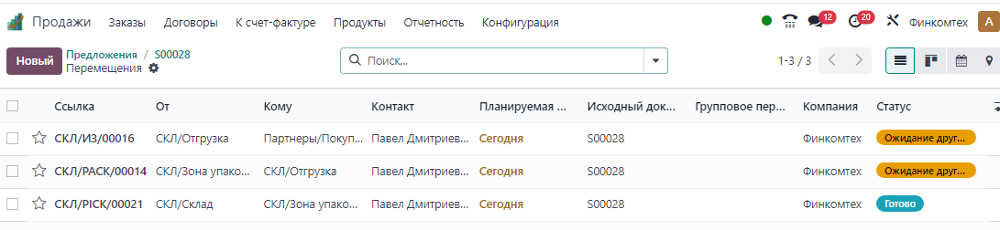 Продажи Заказы Договоры К счет-фактуре Продукты Отчетность Конфигурация 12 20 Финкомтех A
Новый Предложения / S00028 Поиск... 1-3 / 3
Перемещения
Ссылка От Кому Контакт Планируемая ... Исходный док... Групповое пер... Компания Статус
СКЛ/ИЗ/00016 СКЛ/Отгрузка Партнеры/Покуп... Павел Дмитриев... Сегодня S00028 Финкомтех Ожидание друг...
СКЛ/PACK/00014 СКЛ/Зона упако... СКЛ/Отгрузка Павел Дмитриев... Сегодня S00028 Финкомтех Ожидание друг...
СКЛ/PICK/00021 СКЛ/Склад СКЛ/Зона упако... Павел Дмитриев... Сегодня S00028 Финкомтех Готово